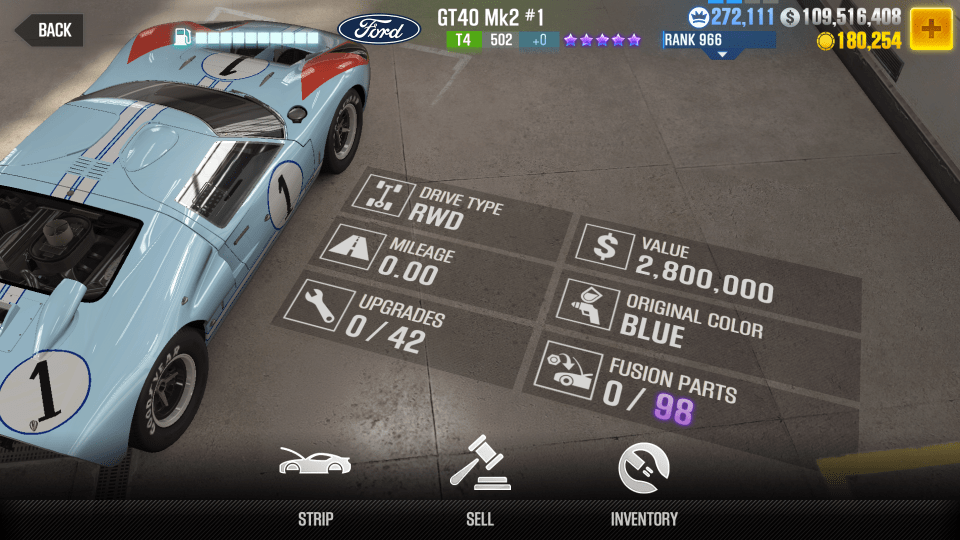 BACK
Ford
GT40 Mk2 #1
T4 502 +0
272,111
109,516,408
RANK 966
180,254
1
1
1
GOODYEAR
DRIVE TYPE
RWD
MILEAGE
0.00
UPGRADES
0 / 42
VALUE
2,800,000
ORIGINAL COLOR
BLUE
FUSION PARTS
0 / 98
STRIP
SELL
INVENTORY